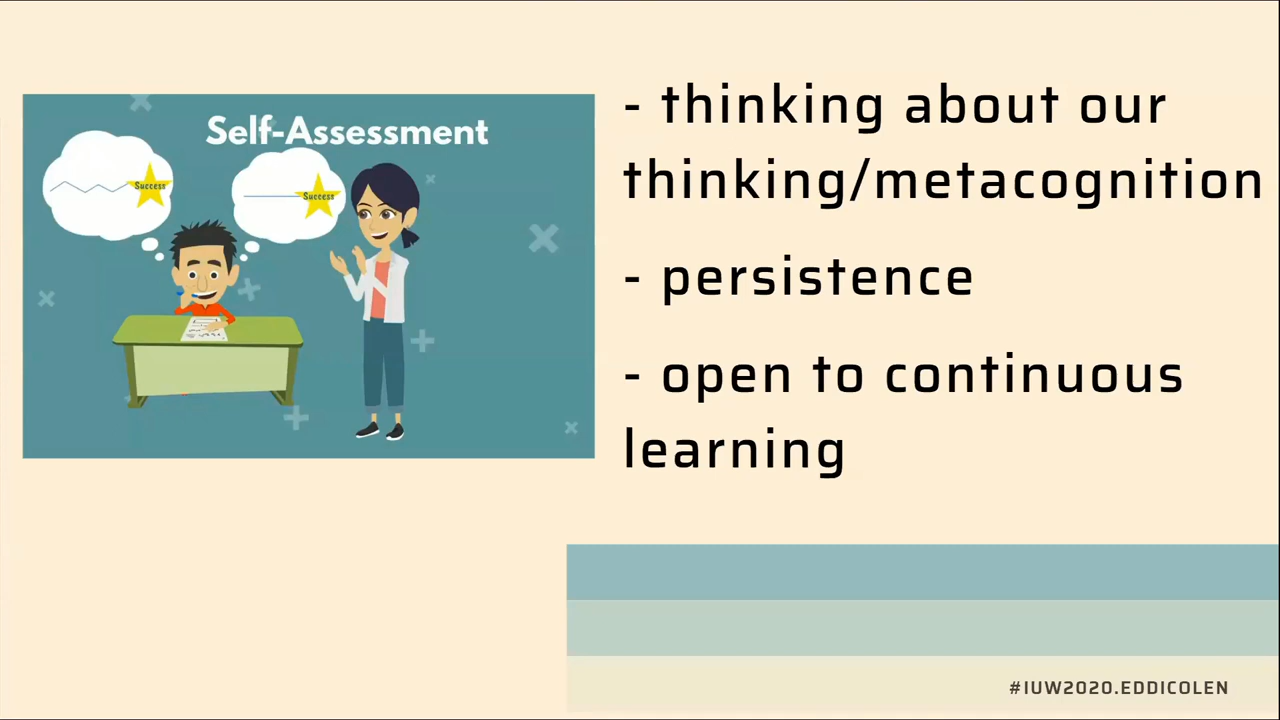 Self-Assessment
Success
Success
- thinking about our
thinking/metacognition
- persistence
- open to continuous
learning
#IUW2020.EDDICOLEN